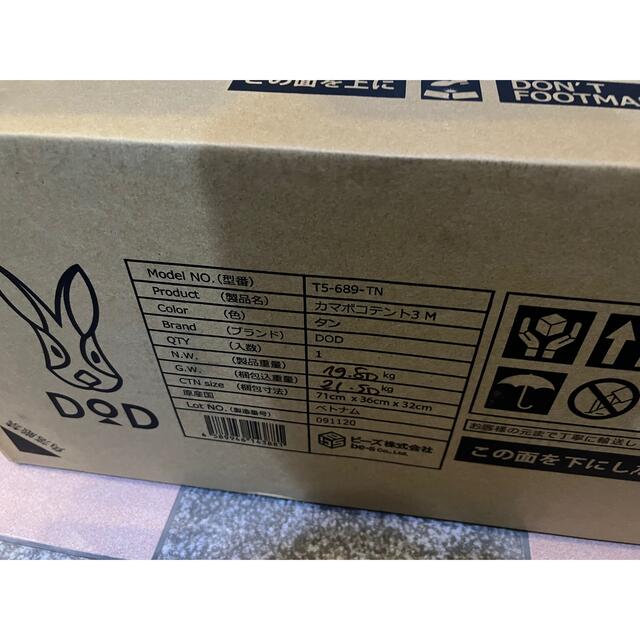 この面を上に
DON'T
FOOTMA
DOD
Model NO.(型番) T5-689-TN
Product (製品名) カマボコテント3 M
Color (色) タン
Brand (ブランド) DOD
QTY (入数) 1
N.W. (製品重量) 19.50 kg
G.W. (梱包込重量) 21.50 kg
CTN size (梱包寸法) 71cm x 36cm x 32cm
原産国 ベトナム
Lot NO. (製造番号) 091120
ビーズ株式会社
be-s Co., Ltd.
お客様の元まで丁寧に輸送し
この面を下にした